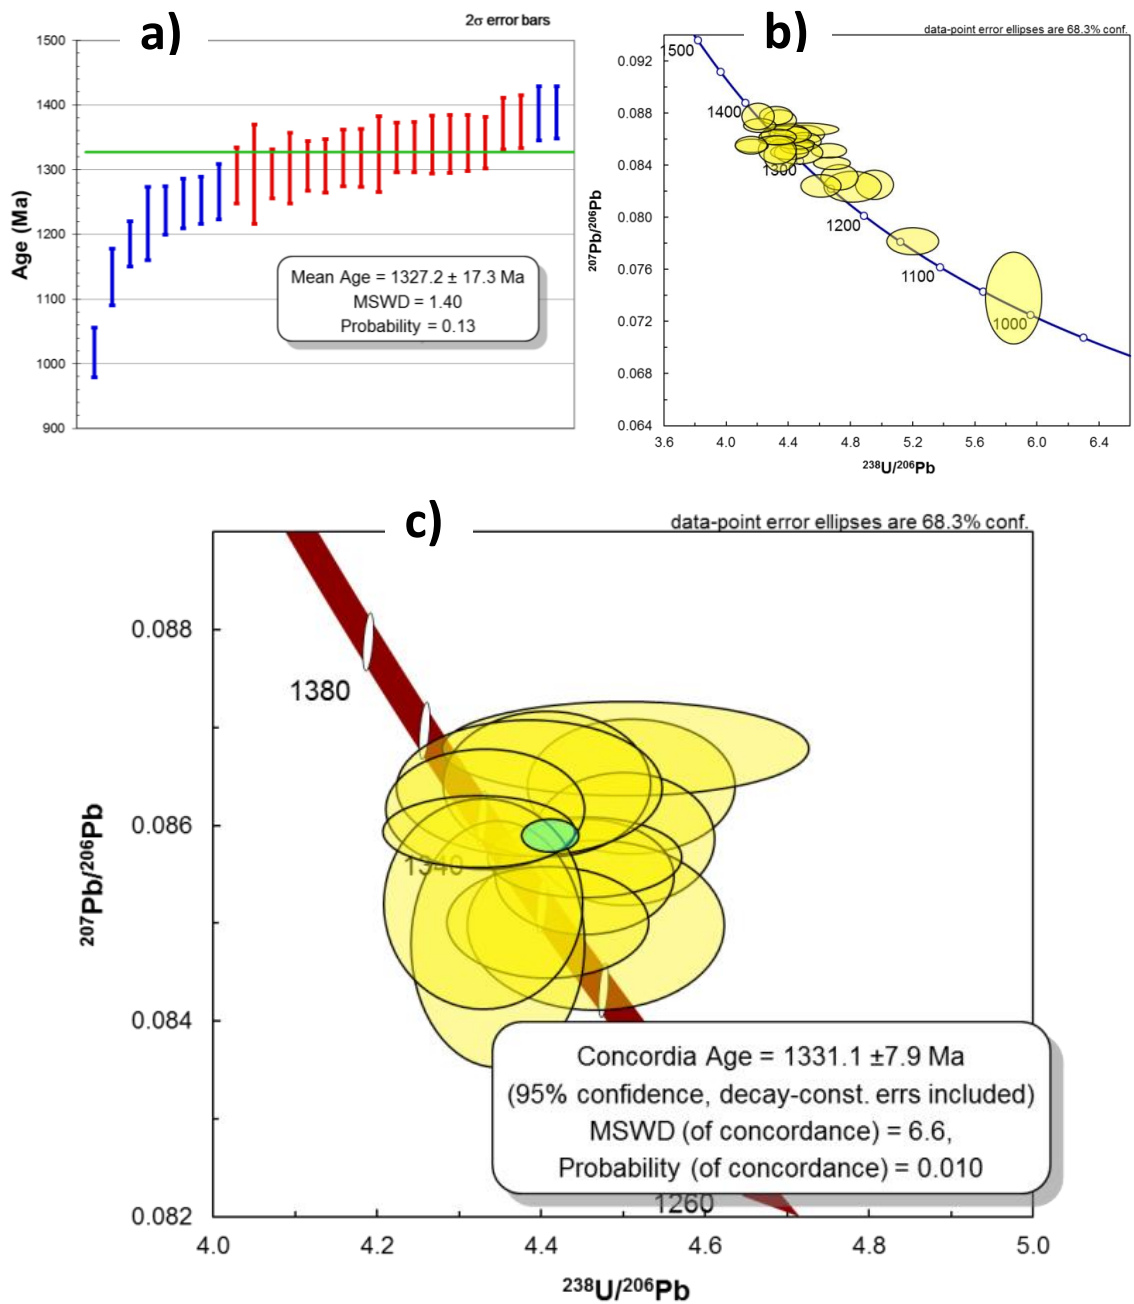 2σ error bars
a)
1500
1400
1300
1200
1100
1000
900
Age (Ma)
Mean Age = 1327.2 ± 17.3 Ma
MSWD = 1.40
Probability = 0.13
data-point error ellipses are 68.3% conf.
b)
0.092
0.088
0.084
0.080
0.076
0.072
0.068
0.064
207Pb/206Pb
1500
1400
1300
1200
1100
1000
3.6 4.0 4.4 4.8 5.2 5.6 6.0 6.4
238U/206Pb
c)
data-point error ellipses are 68.3% conf.
0.088
0.086
0.084
0.082
207Pb/206Pb
1380
1340
1260
Concordia Age = 1331.1 ±7.9 Ma
(95% confidence, decay-const. errs included)
MSWD (of concordance) = 6.6,
Probability (of concordance) = 0.010
4.0 4.2 4.4 4.6 4.8 5.0
238U/206Pb